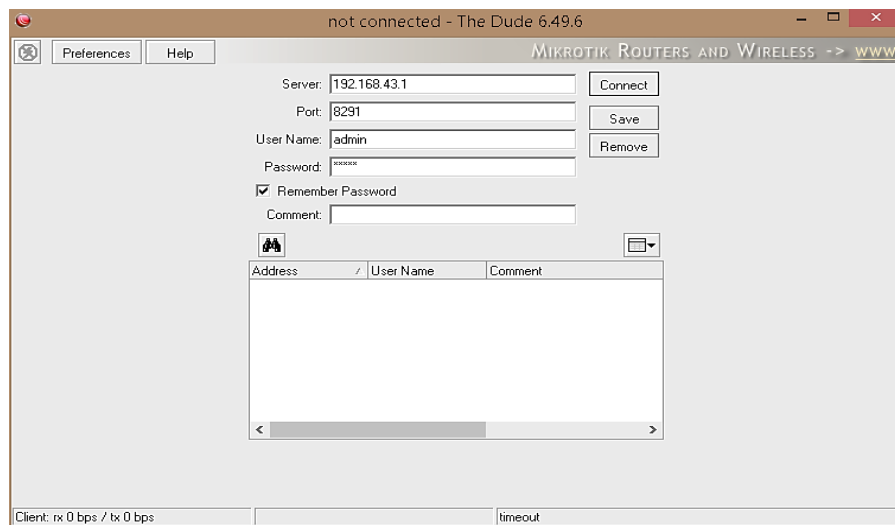 not connected - The Dude 6.49.6
Preferences Help MIKROTIK ROUTERS AND WIRELESS -> www
Server: 192.168.43.1 Connect
Port: 8291 Save
User Name: admin Remove
Password: *****
Remember Password
Comment:
Address User Name Comment
Client: rx 0 bps / tx 0 bps timeout